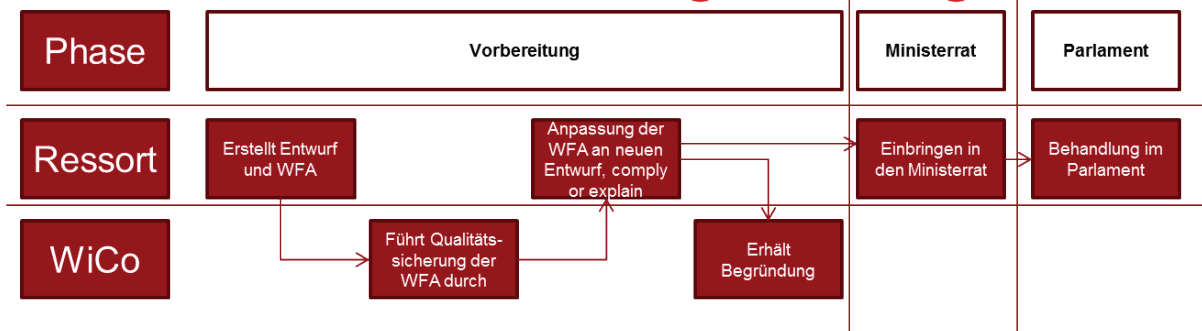 Phase
Vorbereitung
Ministerrat
Parlament
Ressort
Erstellt Entwurf
und WFA
Anpassung der
WFA an neuen
Entwurf, comply
or explain
Einbringen in
den Ministerrat
Behandlung im
Parlament
WiCo
Führt Qualitäts-
sicherung der
WFA durch
Erhält
Begründung